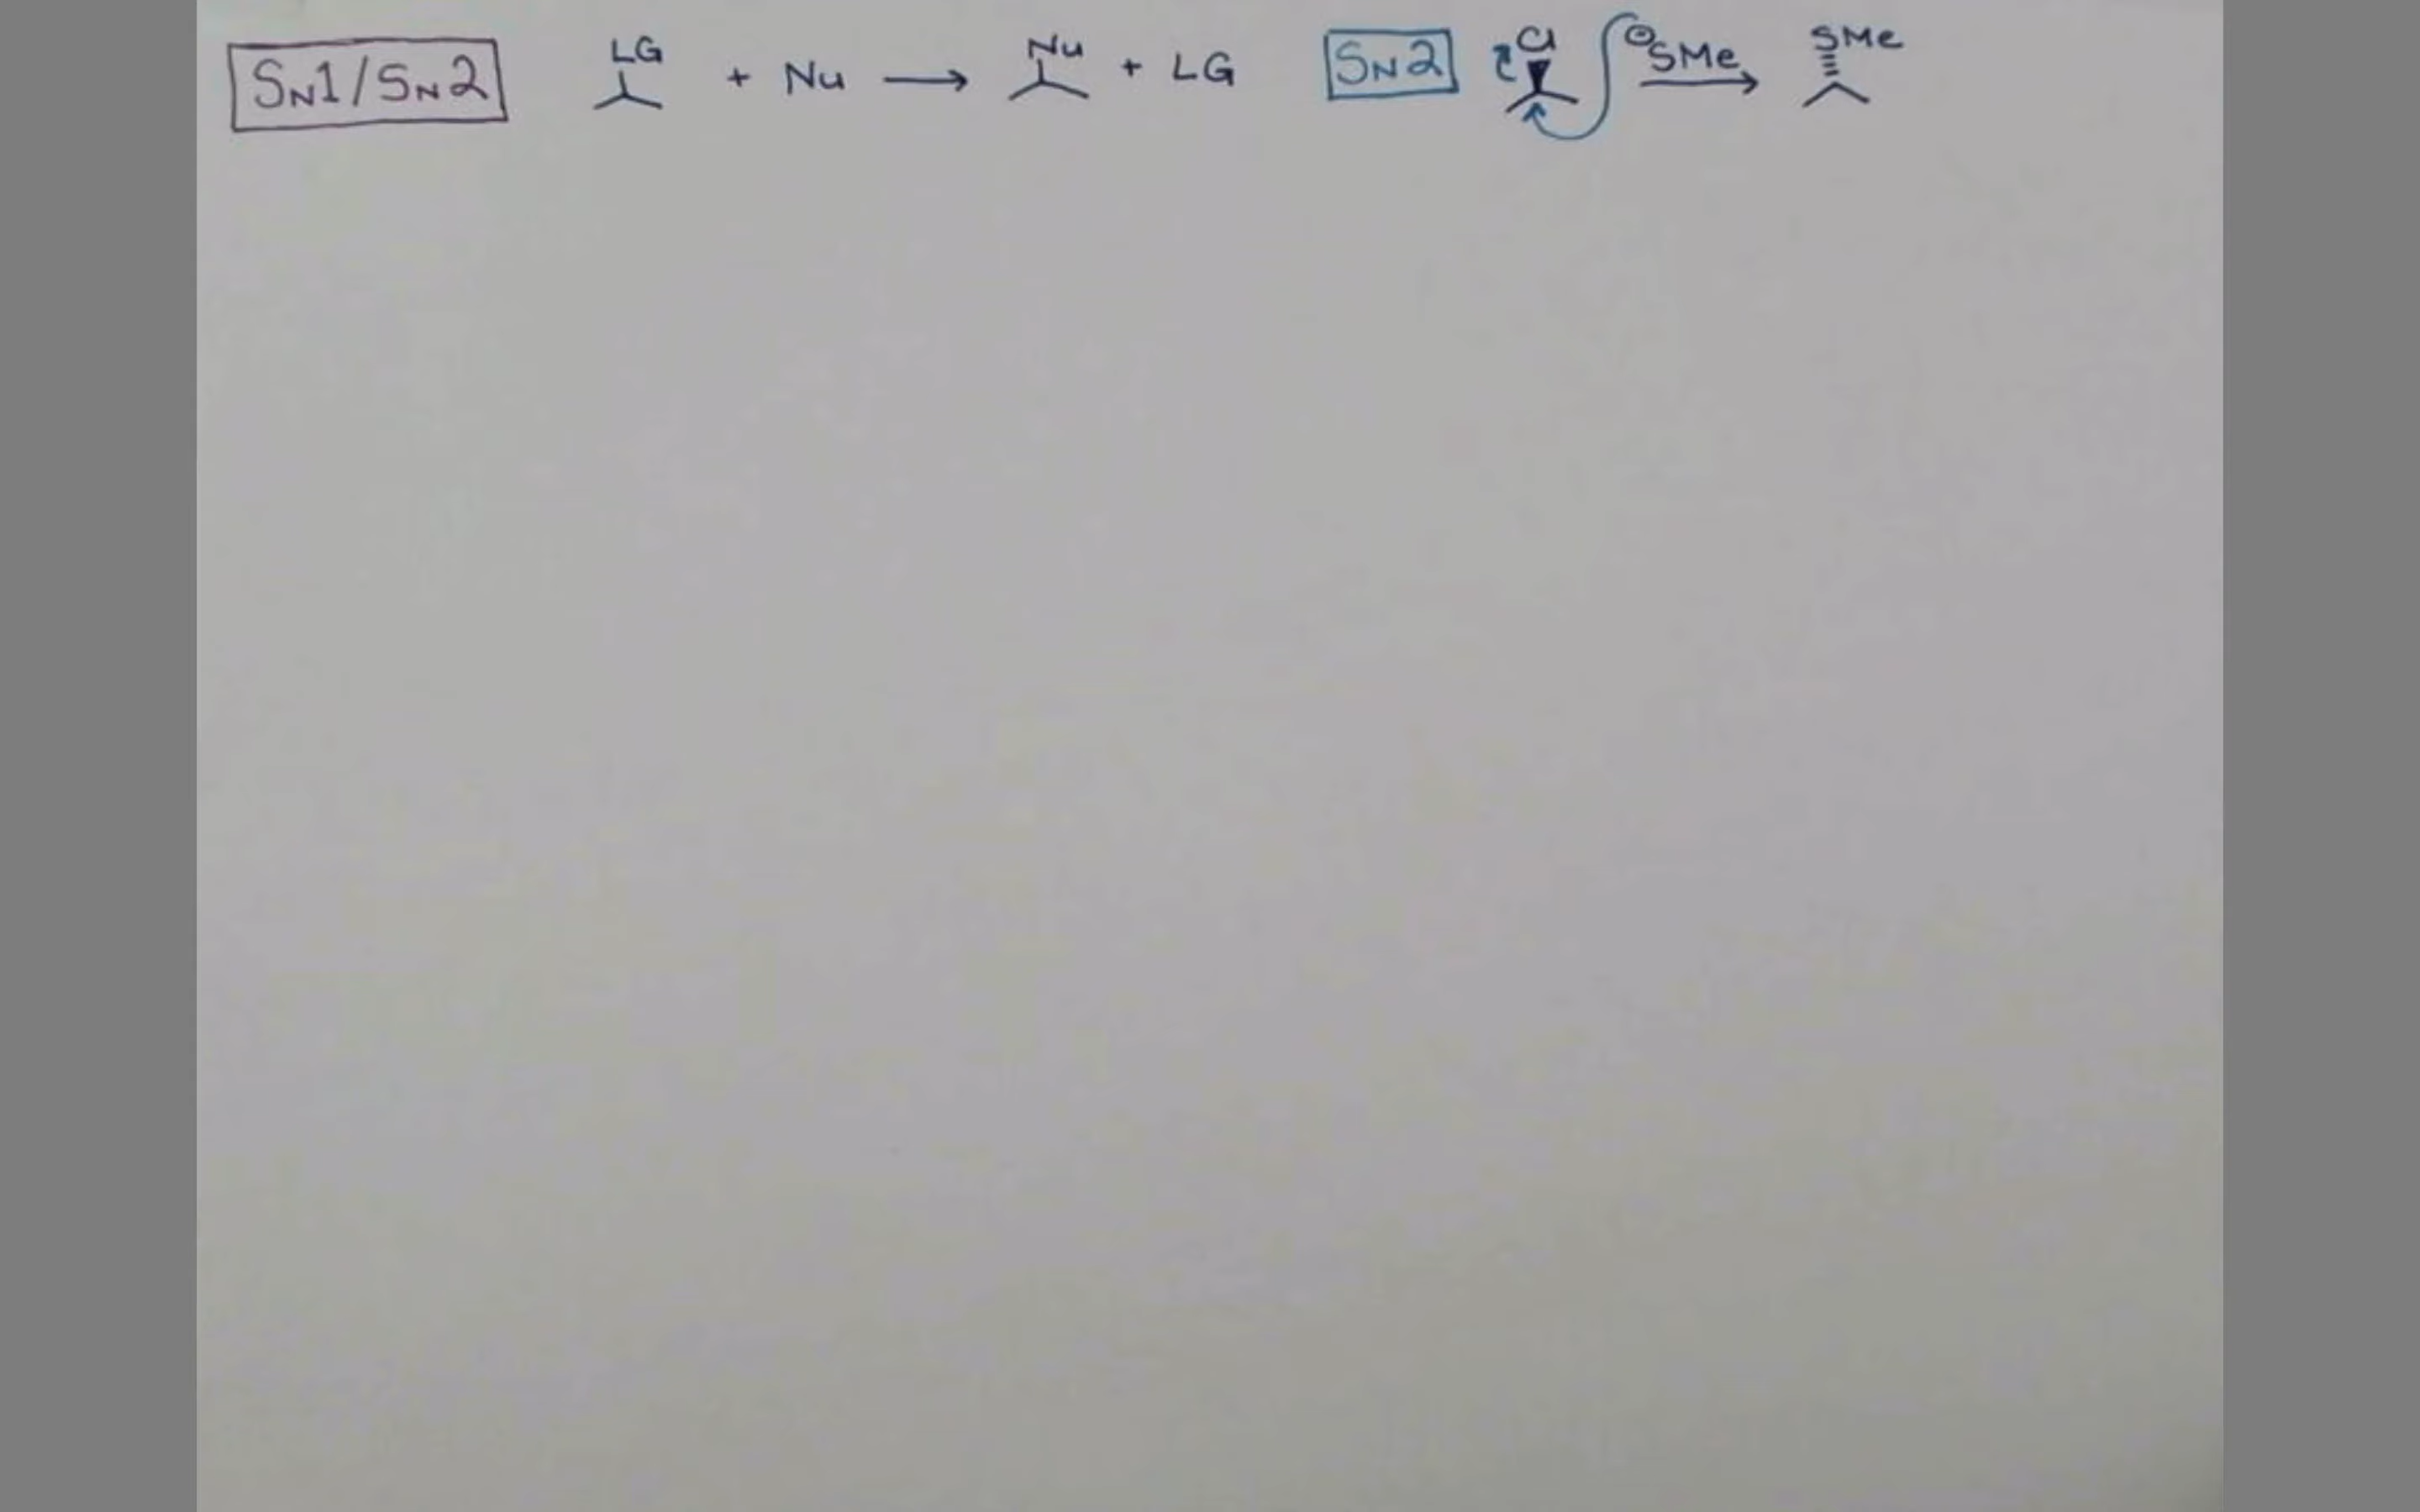 SN1/SN2 LG + Nu → Nu + LG SN2 Cl ⊖SMe → SMe